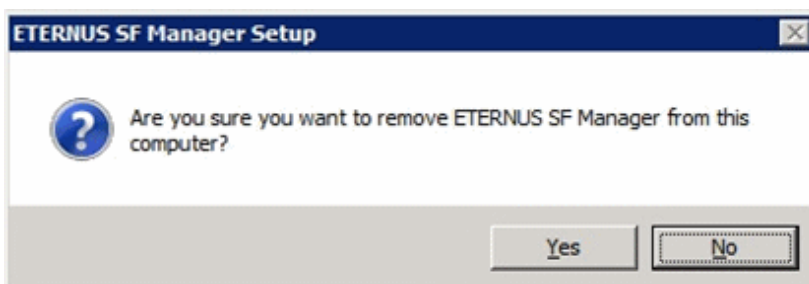 ETERNUS SF Manager Setup
Are you sure you want to remove ETERNUS SF Manager from this
computer?
Yes
No